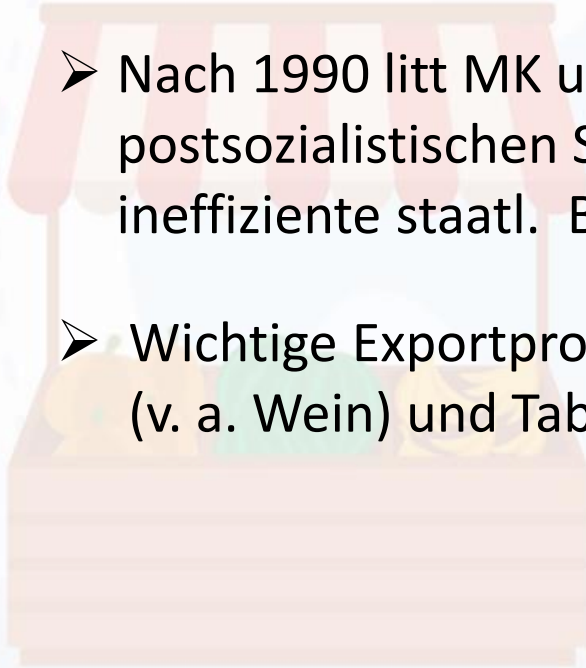 ➢ Nach 1990 litt MK u
postsozialistischen S
ineffiziente staatl. B
➢ Wichtige Exportpro
(v. a. Wein) und Tab